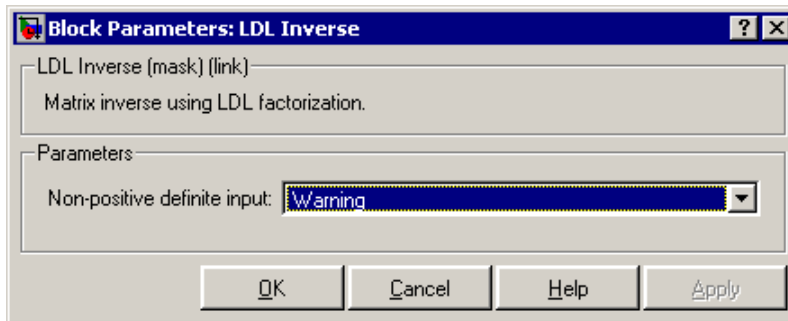 Block Parameters: LDL Inverse
LDL Inverse (mask) (link)
Matrix inverse using LDL factorization.
Parameters
Non-positive definite input: Warning
OK Cancel Help Apply